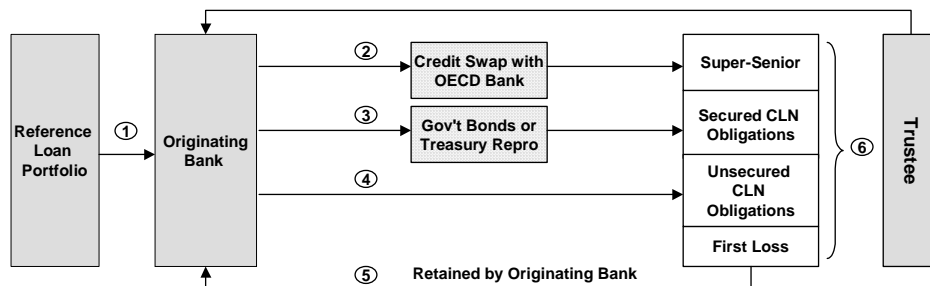 Reference
Loan
Portfolio
①
Originating
Bank
②
Credit Swap with
OECD Bank
③
Gov't Bonds or
Treasury Repro
④
⑤
Retained by Originating Bank
Super-Senior
Secured CLN
Obligations
Unsecured
CLN
Obligations
First Loss
⑥
Trustee